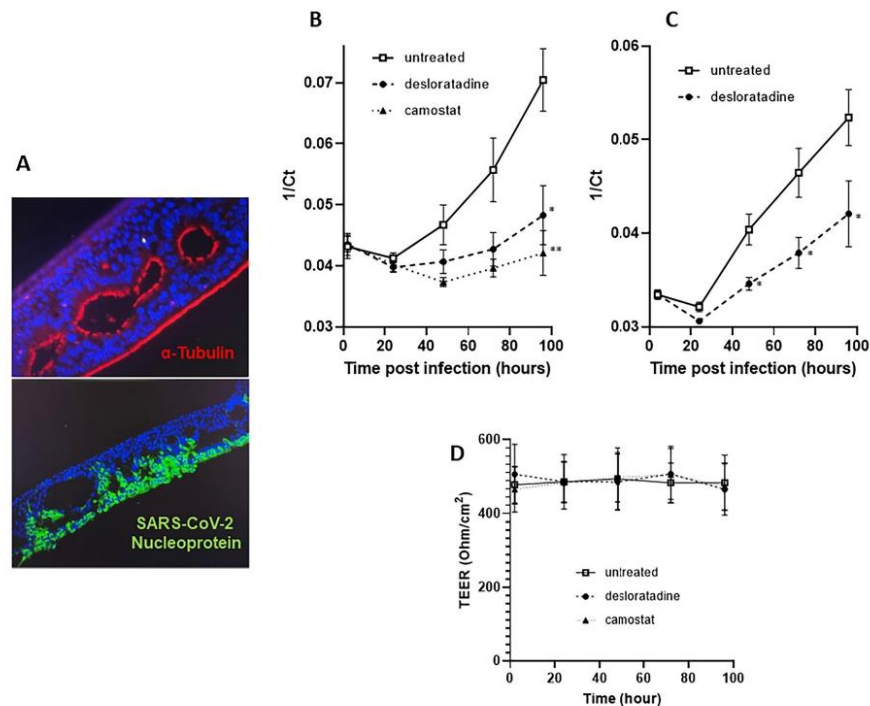 A
α-Tubulin
SARS-CoV-2
Nucleoprotein
B
untreated
desloratadine
camostat
1/Ct
0.07
0.06
0.05
0.04
0.03
*
**
0 20 40 60 80 100
Time post infection (hours)
C
untreated
desloratadine
1/Ct
0.06
0.05
0.04
0.03
*
*
*
0 20 40 60 80 100
Time post infection (hours)
D
TEER (Ohm/cm²)
600
400
200
0
untreated
desloratadine
camostat
0 20 40 60 80 100
Time (hour)